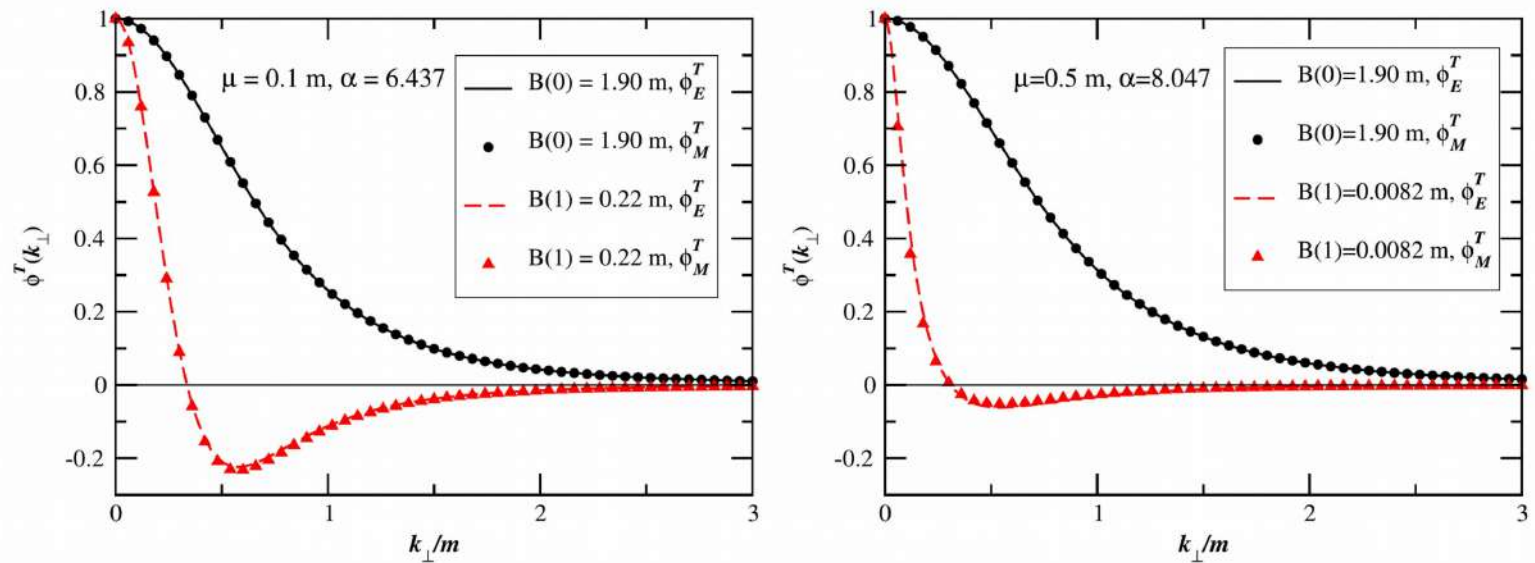 μ = 0.1 m, α = 6.437
B(0) = 1.90 m, ϕ_E^T
B(0) = 1.90 m, ϕ_M^T
B(1) = 0.22 m, ϕ_E^T
B(1) = 0.22 m, ϕ_M^T
1
0.8
0.6
0.4
0.2
0
-0.2
ϕ^T(k_⊥)
0 1 2 3
k_⊥/m
μ=0.5 m, α=8.047
B(0)=1.90 m, ϕ_E^T
B(0)=1.90 m, ϕ_M^T
B(1)=0.0082 m, ϕ_E^T
B(1)=0.0082 m, ϕ_M^T
1
0.8
0.6
0.4
0.2
0
-0.2
ϕ^T(k_⊥)
0 1 2 3
k_⊥/m